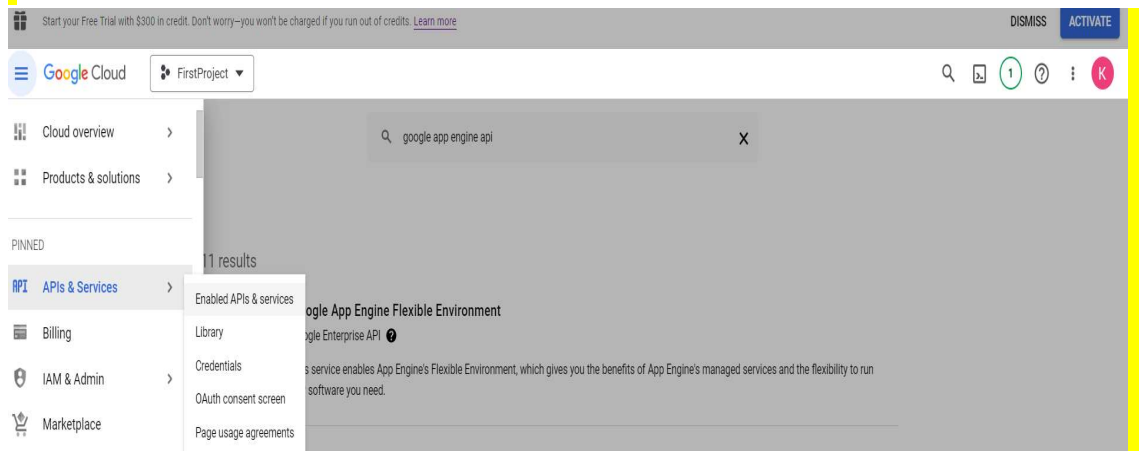 Start your Free Trial with $300 in credit. Don't worry—you won't be charged if you run out of credits. Learn more
DISMISS
ACTIVATE
Google Cloud
FirstProject
1
K
Cloud overview
google app engine api
Products & solutions
PINNED
11 results
API APIs & Services
Enabled APIs & services
ogle App Engine Flexible Environment
Billing
Library
ogle Enterprise API
Credentials
s service enables App Engine's Flexible Environment, which gives you the benefits of App Engine's managed services and the flexibility to run
IAM & Admin
OAuth consent screen
software you need.
Marketplace
Page usage agreements